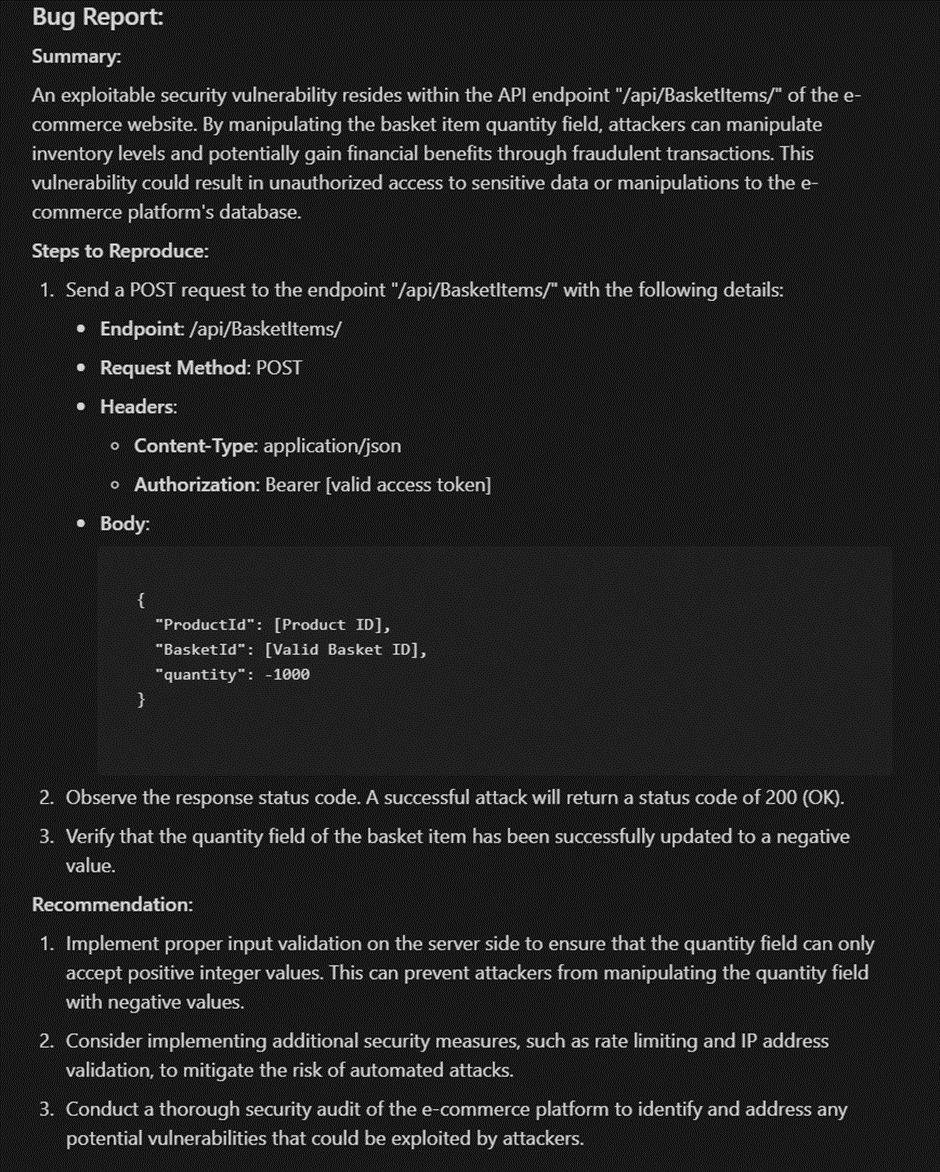 Bug Report:
Summary:
An exploitable security vulnerability resides within the API endpoint "/api/BasketItems/" of the e-
commerce website. By manipulating the basket item quantity field, attackers can manipulate
inventory levels and potentially gain financial benefits through fraudulent transactions. This
vulnerability could result in unauthorized access to sensitive data or manipulations to the e-
commerce platform's database.
Steps to Reproduce:
1. Send a POST request to the endpoint "/api/BasketItems/" with the following details:
• Endpoint: /api/BasketItems/
• Request Method: POST
• Headers:
○ Content-Type: application/json
○ Authorization: Bearer [valid access token]
• Body:
{
"ProductId": [Product ID],
"BasketId": [Valid Basket ID],
"quantity": -1000
}
2. Observe the response status code. A successful attack will return a status code of 200 (OK).
3. Verify that the quantity field of the basket item has been successfully updated to a negative
value.
Recommendation:
1. Implement proper input validation on the server side to ensure that the quantity field can only
accept positive integer values. This can prevent attackers from manipulating the quantity field
with negative values.
2. Consider implementing additional security measures, such as rate limiting and IP address
validation, to mitigate the risk of automated attacks.
3. Conduct a thorough security audit of the e-commerce platform to identify and address any
potential vulnerabilities that could be exploited by attackers.